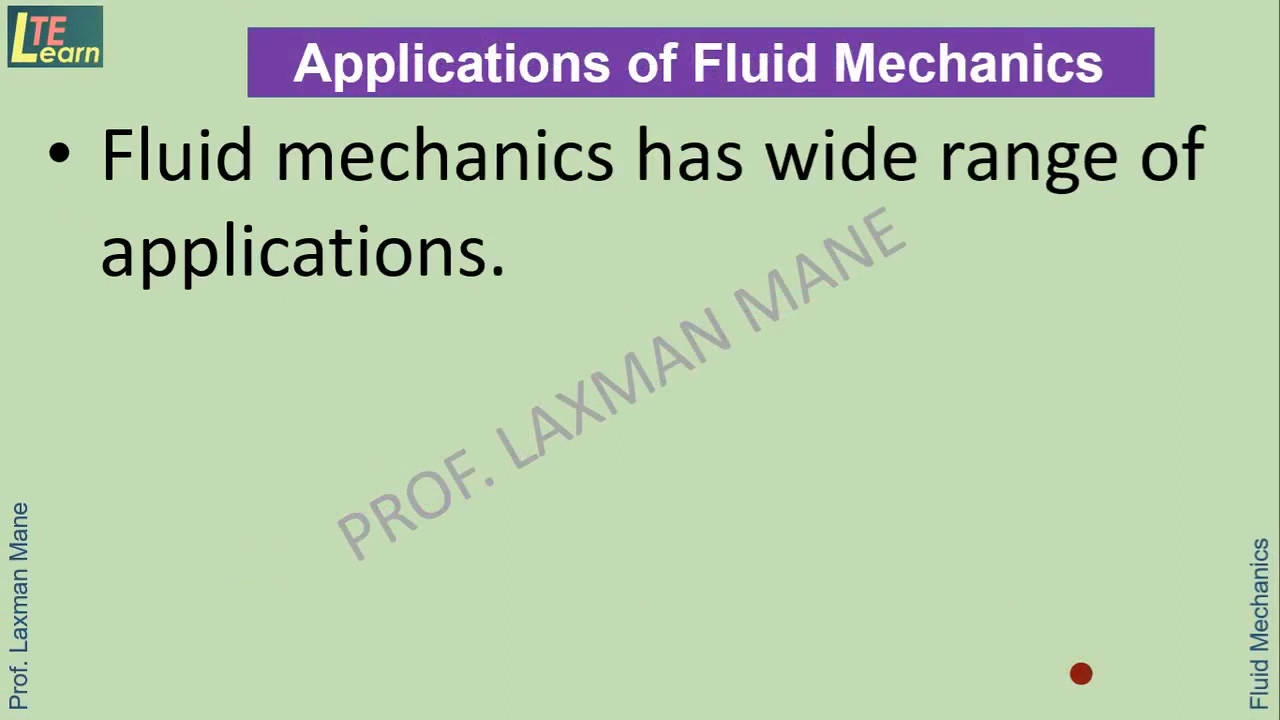 LTE
Learn
Applications of Fluid Mechanics
• Fluid mechanics has wide range of
applications.
PROF. LAXMAN MANE
Prof. Laxman Mane
Fluid Mechanics